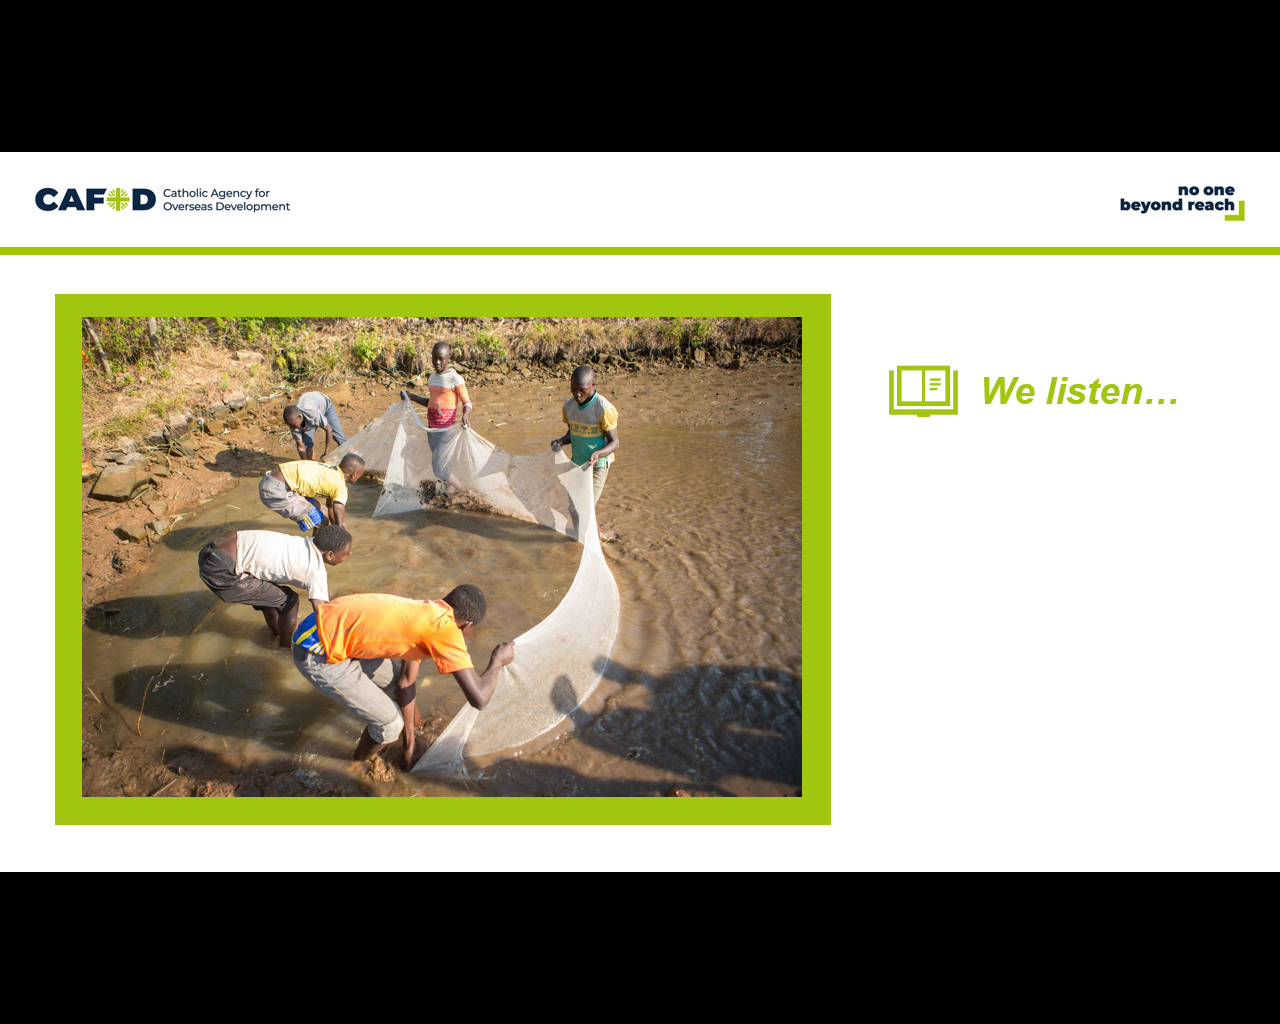 CAFOD
Catholic Agency for
Overseas Development
no one
beyond reach
We listen…